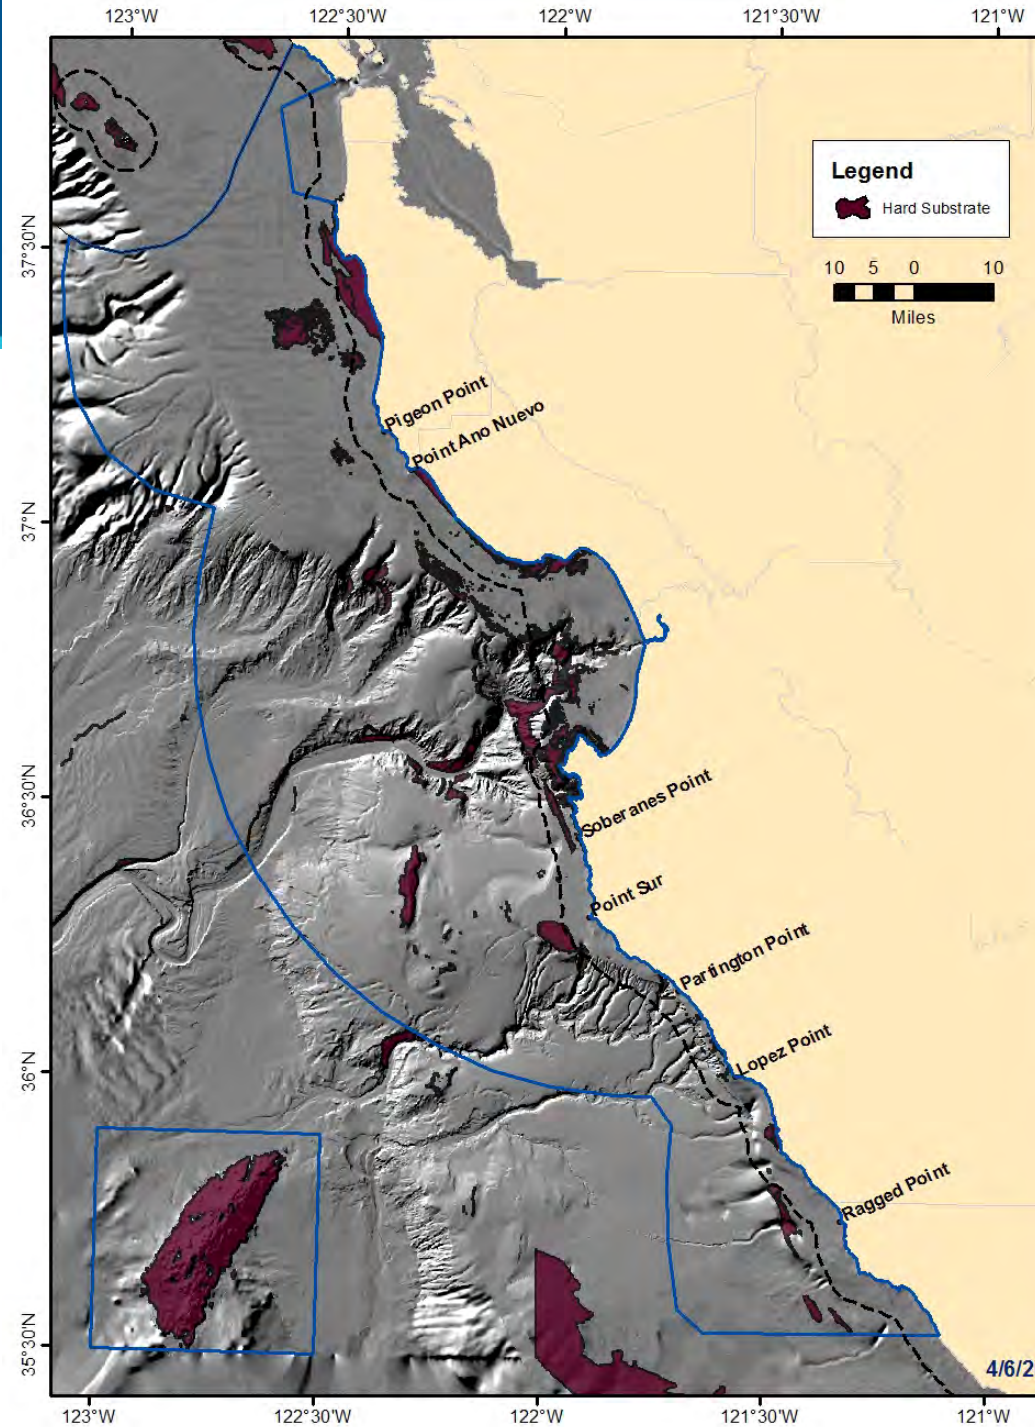 123°W 122°30'W 122°W 121°30'W 121°W
Legend
Hard Substrate
37°30'N
10 5 0 10
Miles
Pigeon Point
Point Ano Nuevo
37°N
36°30'N
Soberanes Point
Point Sur
Partington Point
36°N
Lopez Point
Ragged Point
35°30'N
4/6/2
123°W 122°30'W 122°W 121°30'W 121°W